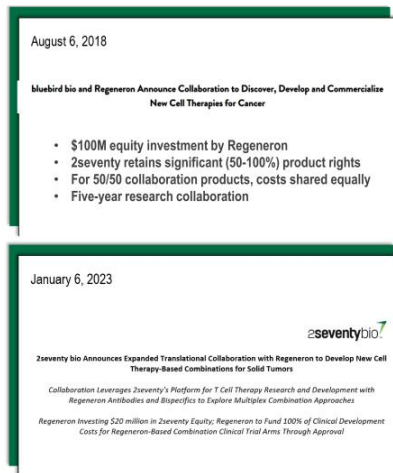 August 6, 2018
bluebird bio and Regeneron Announce Collaboration to Discover, Develop and Commercialize
New Cell Therapies for Cancer
• $100M equity investment by Regeneron
• 2seventy retains significant (50-100%) product rights
• For 50/50 collaboration products, costs shared equally
• Five-year research collaboration
January 6, 2023
2seventybio
2seventy bio Announces Expanded Translational Collaboration with Regeneron to Develop New Cell
Therapy-Based Combinations for Solid Tumors
Collaboration Leverages 2seventy's Platform for T Cell Therapy Research and Development with
Regeneron Antibodies and Bispecifics to Explore Multiplex Combination Approaches
Regeneron Investing $20 million in 2seventy Equity; Regeneron to Fund 100% of Clinical Development
Costs for Regeneron-Based Combination Clinical Trial Arms Through Approval